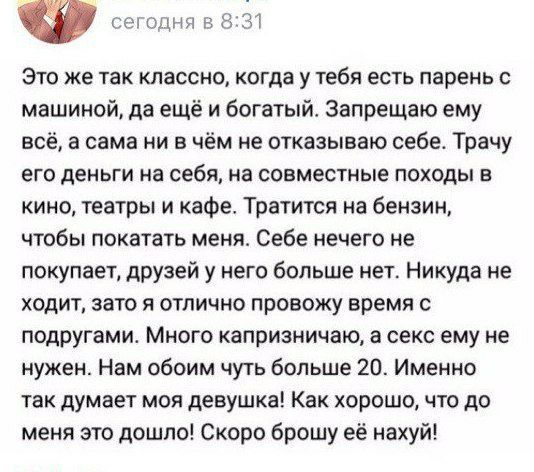 сегодня в 8:31
Это же так классно, когда у тебя есть парень с
машиной, да ещё и богатый. Запрещаю ему
всё, а сама ни в чём не отказываю себе. Трачу
его деньги на себя, на совместные походы в
кино, театры и кафе. Тратится на бензин,
чтобы покатать меня. Себе нечего не
покупает, друзей у него больше нет. Никуда не
ходит, зато я отлично провожу время с
подругами. Много капризничаю, а секс ему не
нужен. Нам обоим чуть больше 20. Именно
так думает моя девушка! Как хорошо, что до
меня это дошло! Скоро брошу её нахуй!